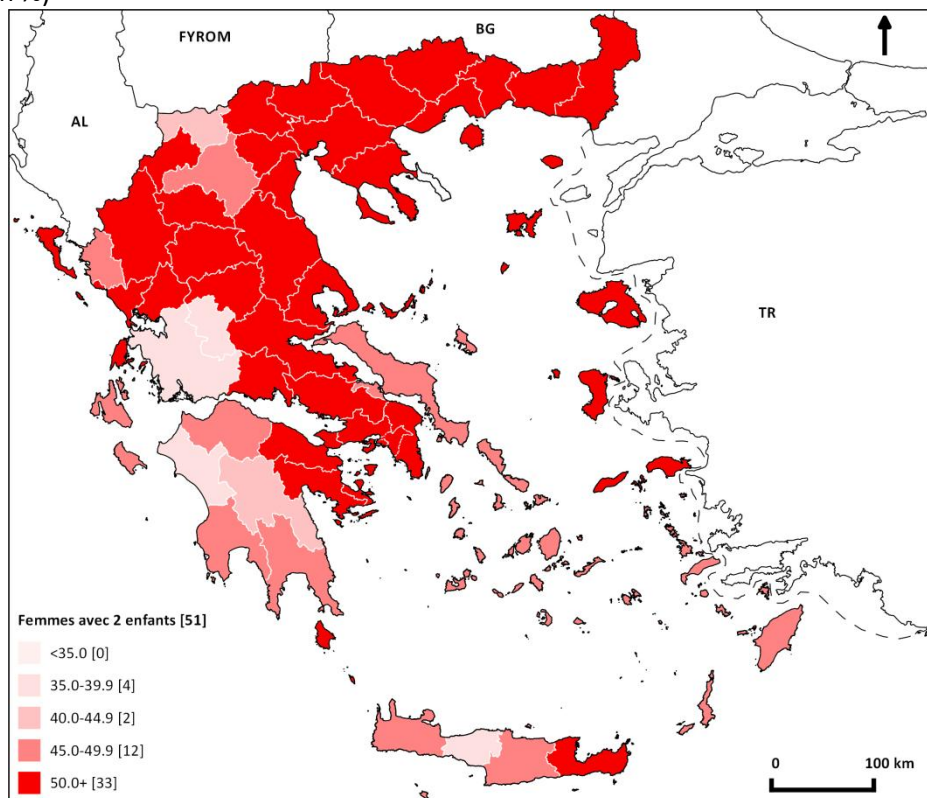 FYROM
BG
AL
TR
Femmes avec 2 enfants [51]
<35.0 [0]
35.0-39.9 [4]
40.0-44.9 [2]
45.0-49.9 [12]
50.0+ [33]
0 100 km